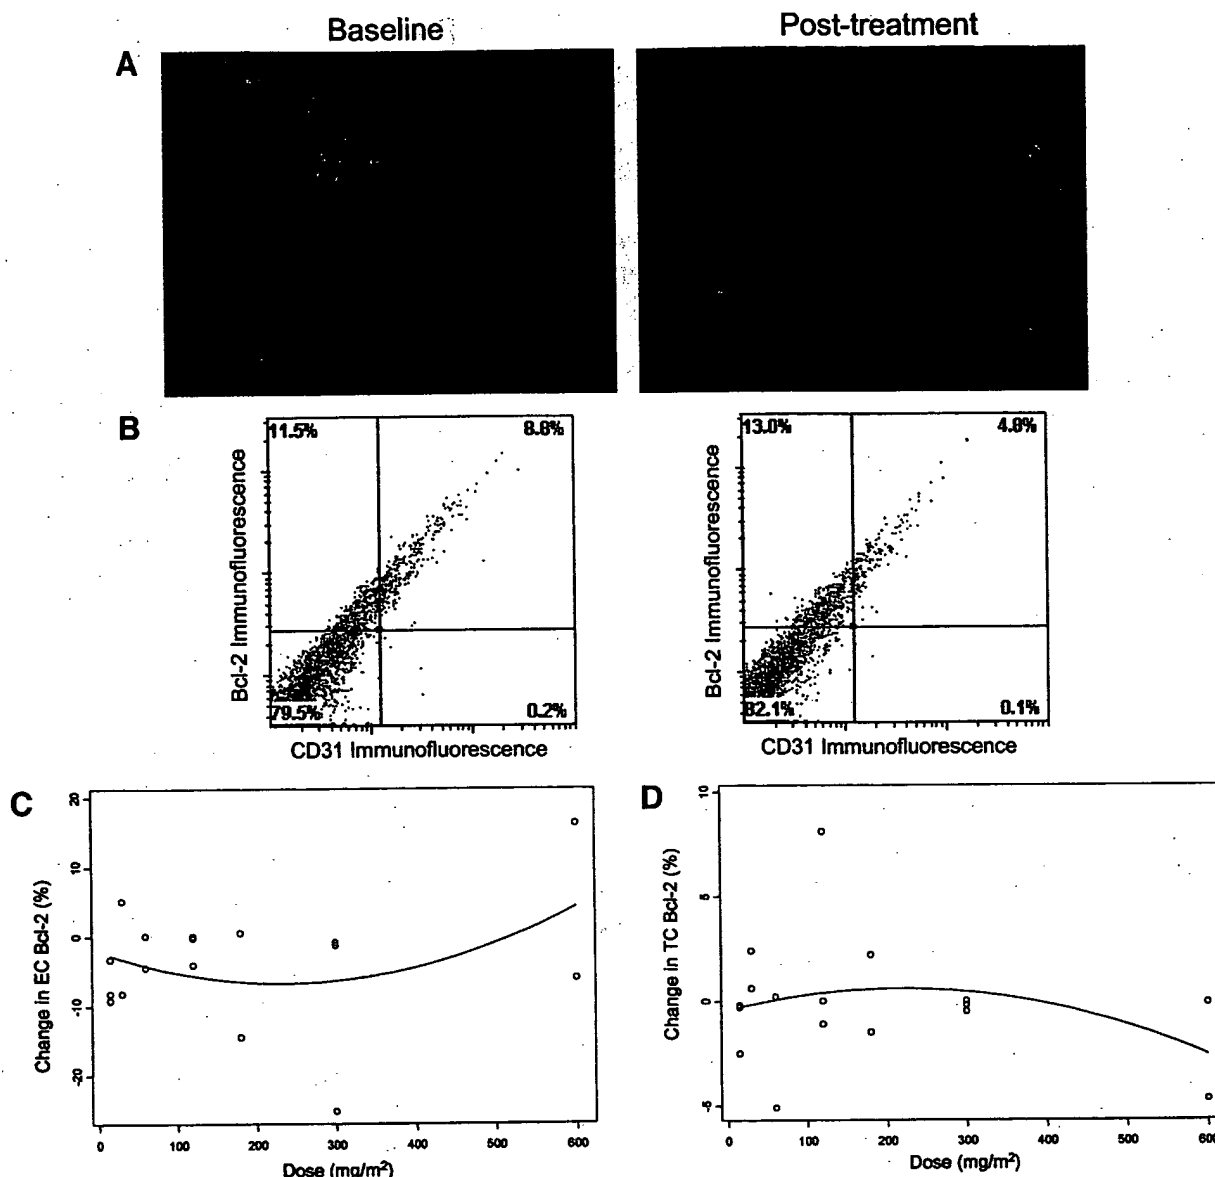 Baseline
Post-treatment
A
B
11.5%
8.8%
79.5%
0.2%
Bcl-2 Immunofluorescence
CD31 Immunofluorescence
13.0%
4.8%
82.1%
0.1%
Bcl-2 Immunofluorescence
CD31 Immunofluorescence
C
20
10
0
-10
-20
Change in EC Bcl-2 (%)
0 100 200 300 400 500 600
Dose (mg/m²)
D
10
5
0
-5
Change in TC Bcl-2 (%)
0 100 200 300 400 500 600
Dose (mg/m²)